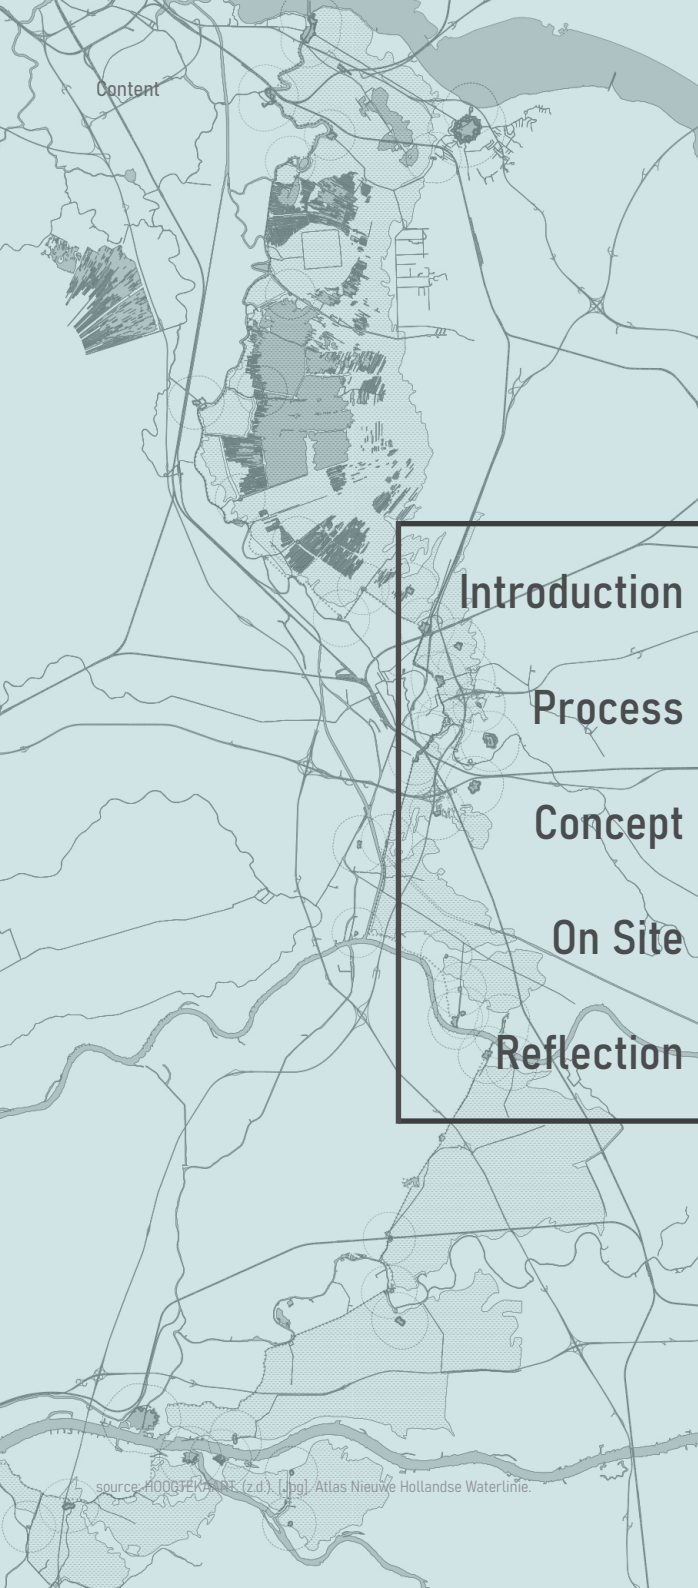 Content
Introduction
Process
Concept
On Site
Reflection
source: HOOGTEKAART. (z.d.). [.jpg]. Atlas Nieuwe Hollandse Waterlinie.